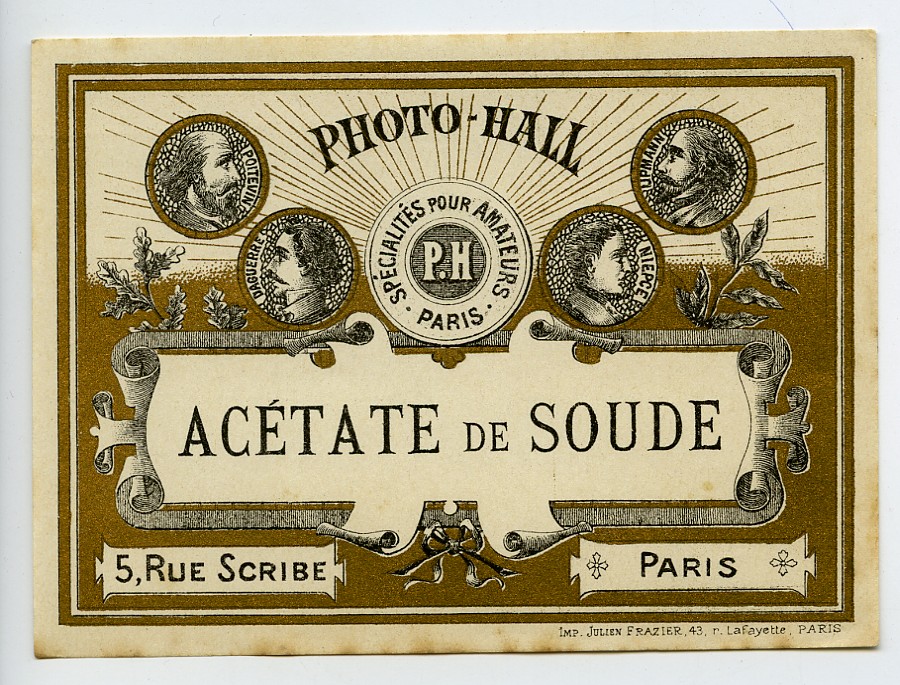 PHOTO-HALL
POITEVIN
LIPMANN
DAGUERRE
NIEPCE
SPÉCIALITÉS POUR AMATEURS
· PARIS ·
P.H
ACÉTATE DE SOUDE
5, RUE SCRIBE
PARIS
IMP. JULIEN FRAZIER, 43, r. Lafayette, PARIS